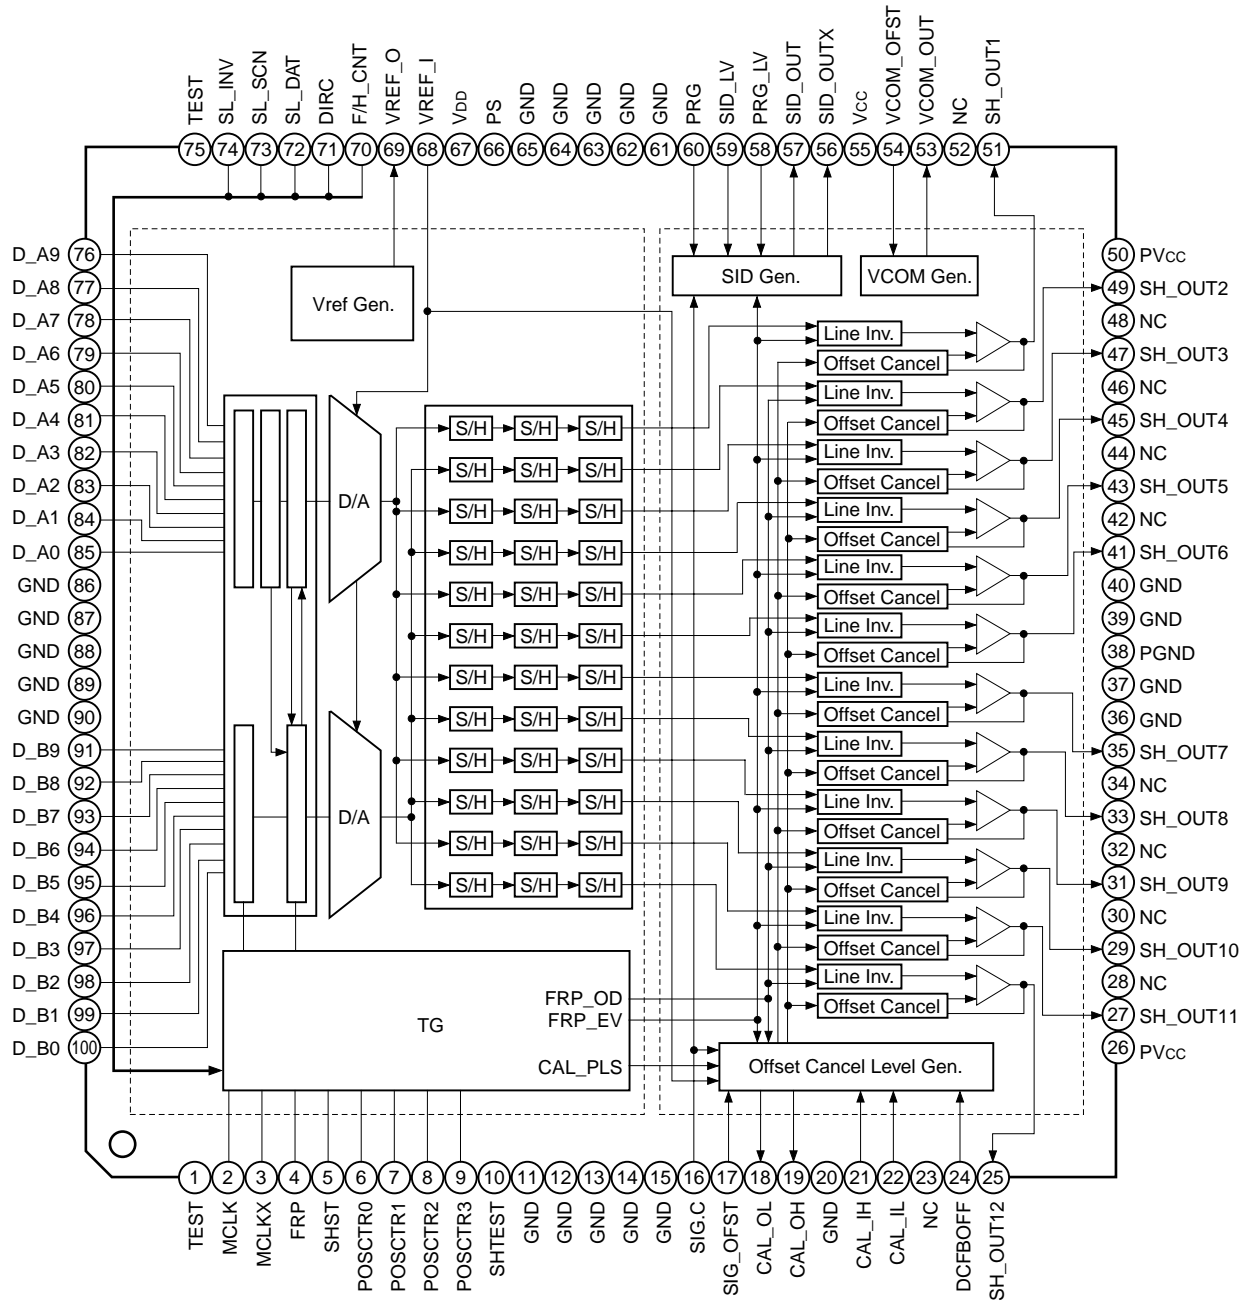 TEST
SL_INV
SL_SCN
SL_DAT
DIRC
F/H_CNT
VREF_O
VREF_I
VDD
PS
GND
GND
GND
GND
GND
PRG
SID_LV
PRG_LV
SID_OUT
SID_OUTX
VCC
VCOM_OFST
VCOM_OUT
NC
SH_OUT1
75 74 73 72 71 70 69 68 67 66 65 64 63 62 61 60 59 58 57 56 55 54 53 52 51
D_A9 76
D_A8 77
D_A7 78
D_A6 79
D_A5 80
D_A4 81
D_A3 82
D_A2 83
D_A1 84
D_A0 85
GND 86
GND 87
GND 88
GND 89
GND 90
D_B9 91
D_B8 92
D_B7 93
D_B6 94
D_B5 95
D_B4 96
D_B3 97
D_B2 98
D_B1 99
D_B0 100
Vref Gen.
D/A
D/A
S/H S/H S/H
S/H S/H S/H
S/H S/H S/H
S/H S/H S/H
S/H S/H S/H
S/H S/H S/H
S/H S/H S/H
S/H S/H S/H
S/H S/H S/H
S/H S/H S/H
S/H S/H S/H
S/H S/H S/H
TG
FRP_OD
FRP_EV
CAL_PLS
SID Gen.
VCOM Gen.
Line Inv.
Offset Cancel
Line Inv.
Offset Cancel
Line Inv.
Offset Cancel
Line Inv.
Offset Cancel
Line Inv.
Offset Cancel
Line Inv.
Offset Cancel
Line Inv.
Offset Cancel
Line Inv.
Offset Cancel
Line Inv.
Offset Cancel
Line Inv.
Offset Cancel
Line Inv.
Offset Cancel
Line Inv.
Offset Cancel
Offset Cancel Level Gen.
50 PVCC
49 SH_OUT2
48 NC
47 SH_OUT3
46 NC
45 SH_OUT4
44 NC
43 SH_OUT5
42 NC
41 SH_OUT6
40 GND
39 GND
38 PGND
37 GND
36 GND
35 SH_OUT7
34 NC
33 SH_OUT8
32 NC
31 SH_OUT9
30 NC
29 SH_OUT10
28 NC
27 SH_OUT11
26 PVCC
1 2 3 4 5 6 7 8 9 10 11 12 13 14 15 16 17 18 19 20 21 22 23 24 25
TEST
MCLK
MCLKX
FRP
SHST
POSCTR0
POSCTR1
POSCTR2
POSCTR3
SHTEST
GND
GND
GND
GND
GND
SIG.C
SIG_OFST
CAL_OL
CAL_OH
GND
CAL_IH
CAL_IL
NC
DCFBOFF
SH_OUT12